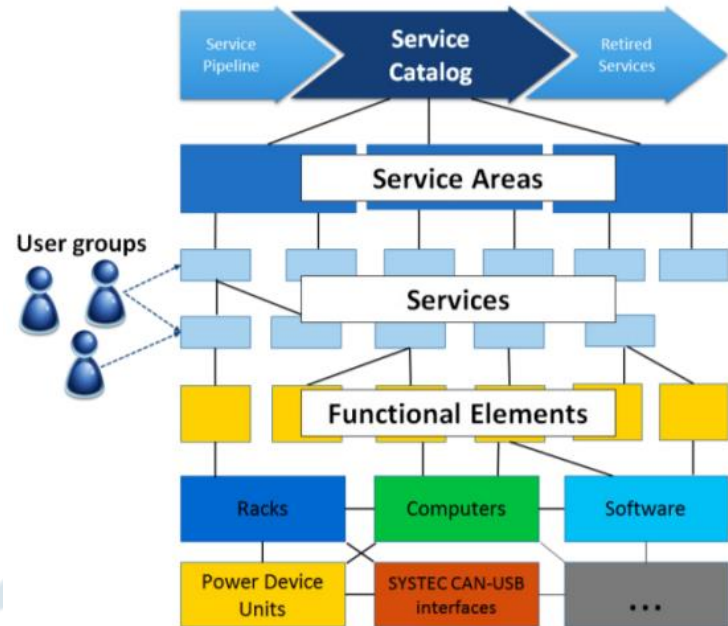 Service
Pipeline
Service
Catalog
Retired
Services
Service Areas
User groups
Services
Functional Elements
Racks
Computers
Software
Power Device
Units
SYSTEC CAN-USB
interfaces
...